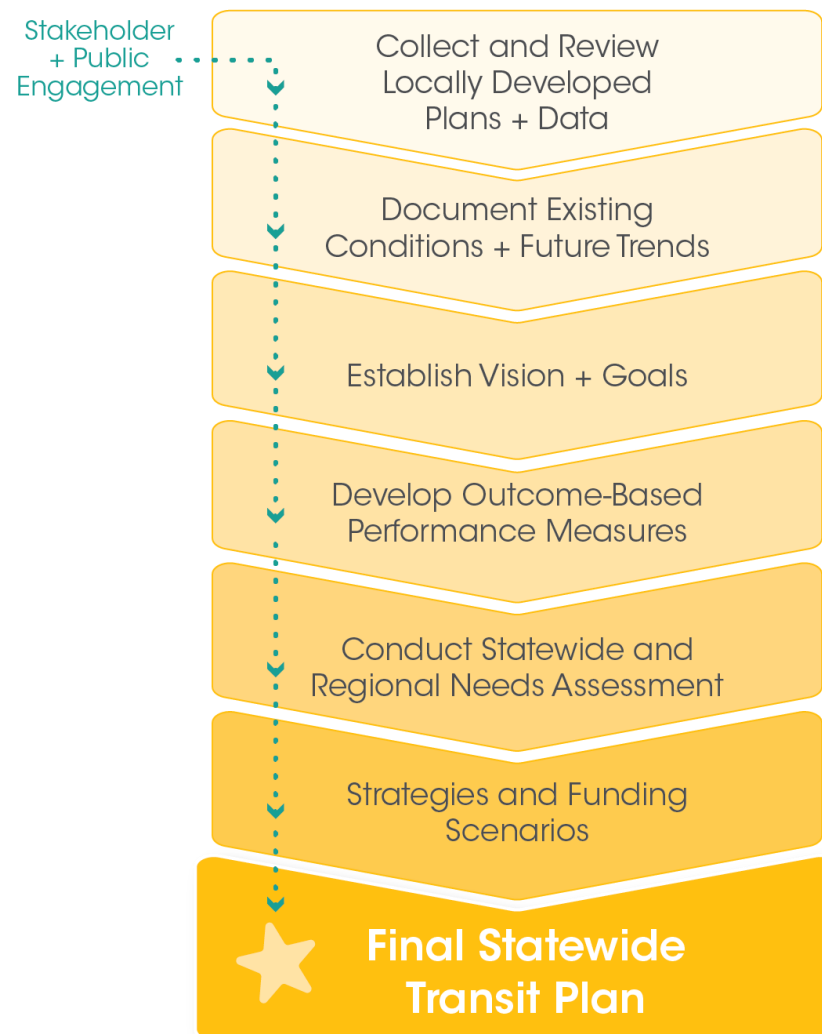 Stakeholder
+ Public
Engagement
Collect and Review
Locally Developed
Plans + Data
Document Existing
Conditions + Future Trends
Establish Vision + Goals
Develop Outcome-Based
Performance Measures
Conduct Statewide and
Regional Needs Assessment
Strategies and Funding
Scenarios
Final Statewide
Transit Plan